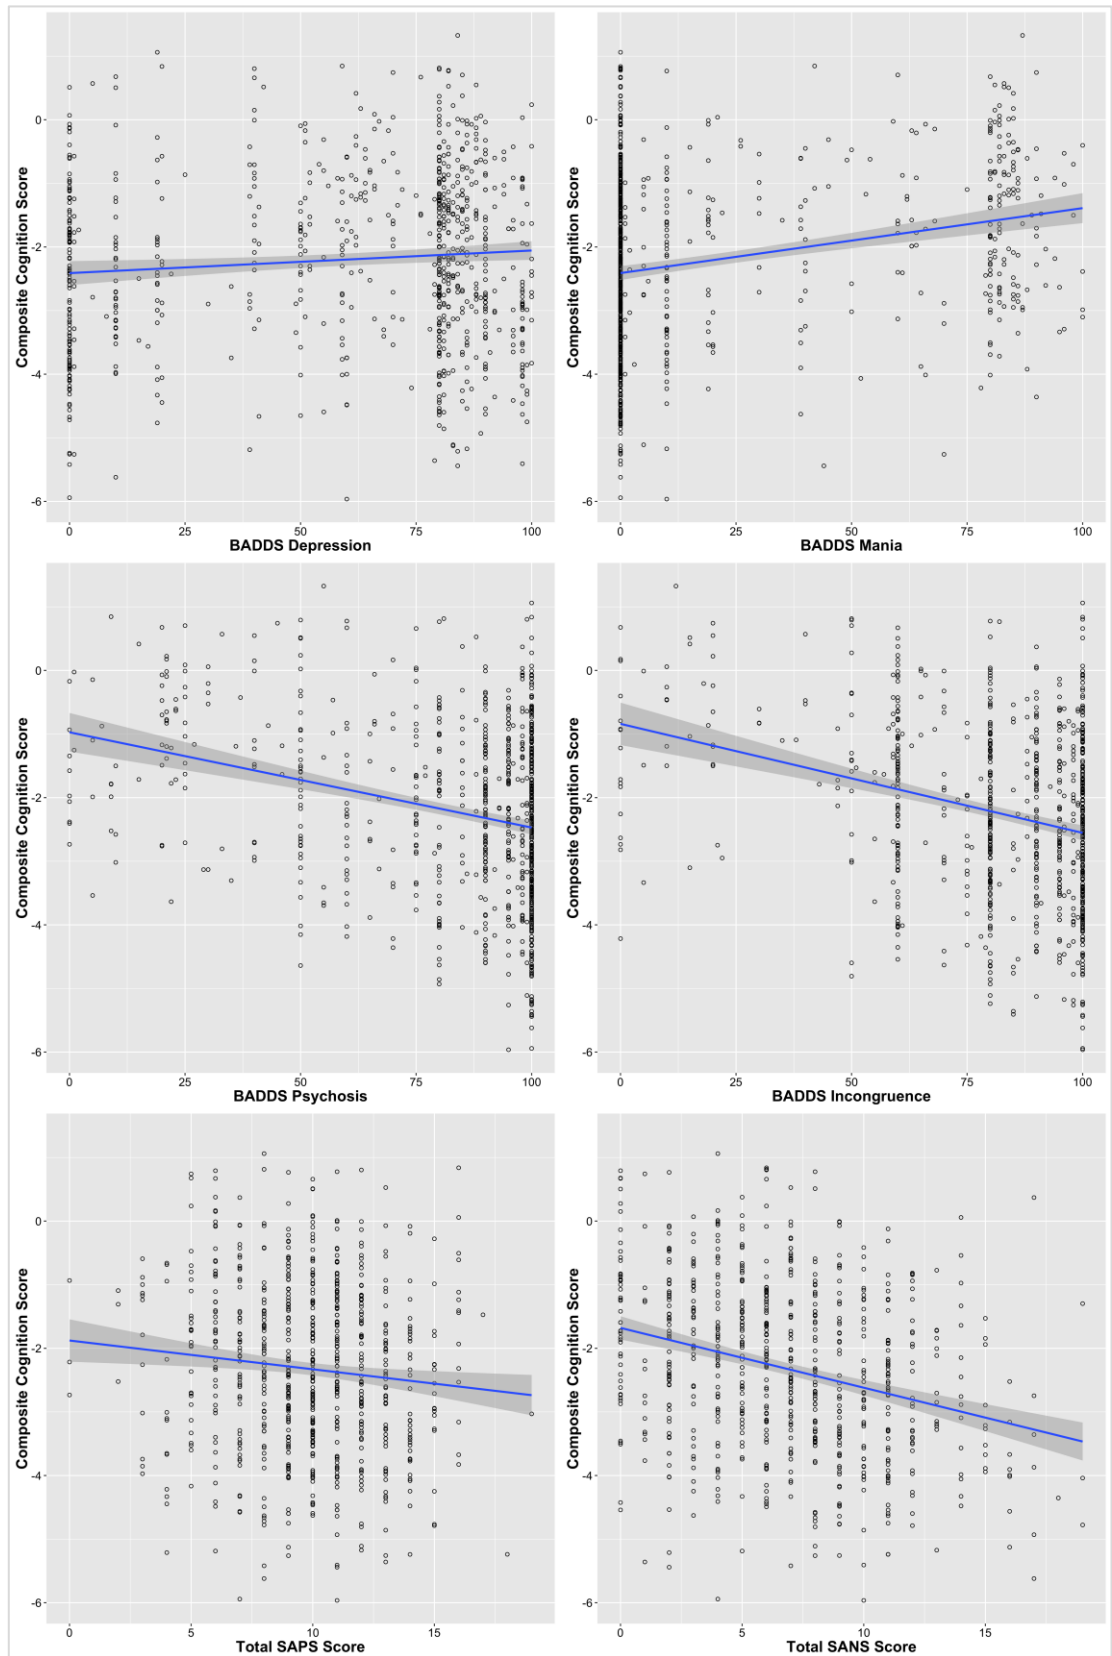 Composite Cognition Score
0
-2
-4
-6
0 25 50 75 100
BADDS Depression
Composite Cognition Score
0
-2
-4
-6
0 25 50 75 100
BADDS Mania
Composite Cognition Score
0
-2
-4
-6
0 25 50 75 100
BADDS Psychosis
Composite Cognition Score
0
-2
-4
-6
0 25 50 75 100
BADDS Incongruence
Composite Cognition Score
0
-2
-4
-6
0 5 10 15
Total SAPS Score
Composite Cognition Score
0
-2
-4
-6
0 5 10 15
Total SANS Score